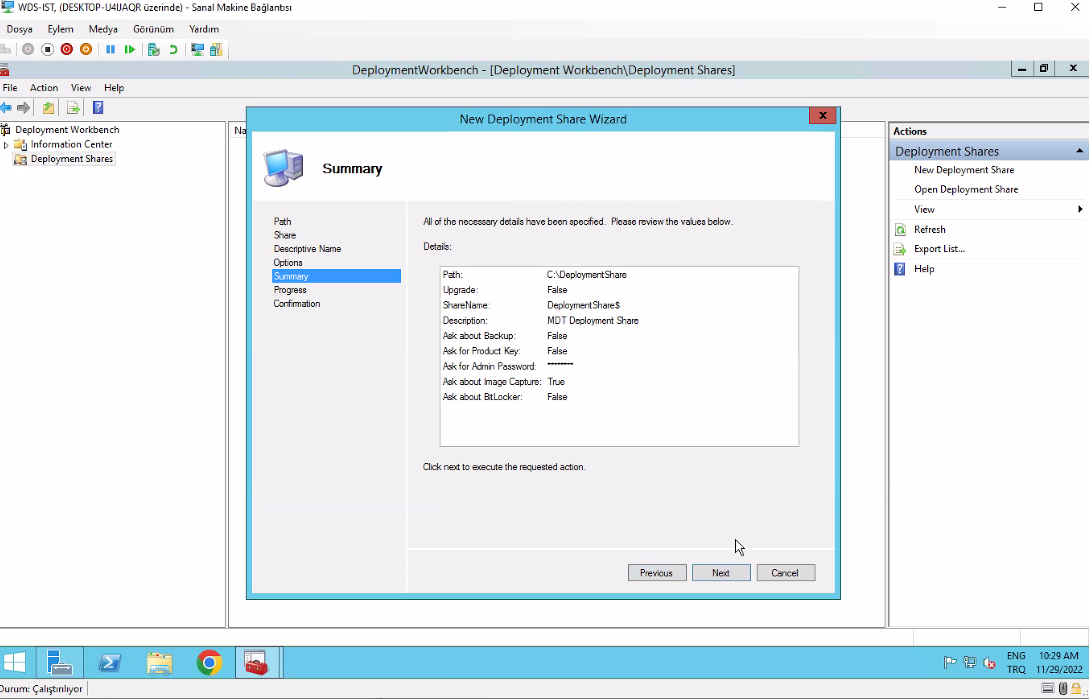 WDS-IST, (DESKTOP-U4IJAQR üzerinde) - Sanal Makine Bağlantısı
Dosya Eylem Medya Görünüm Yardım
DeploymentWorkbench - [Deployment Workbench\Deployment Shares]
File Action View Help
Deployment Workbench
Information Center
Deployment Shares
Na
New Deployment Share Wizard
Summary
Path
Share
Descriptive Name
Options
Summary
Progress
Confirmation
All of the necessary details have been specified. Please review the values below.
Details:
Path: C:\DeploymentShare
Upgrade: False
ShareName: DeploymentShare$
Description: MDT Deployment Share
Ask about Backup: False
Ask for Product Key: False
Ask for Admin Password: ********
Ask about Image Capture: True
Ask about BitLocker: False
Click next to execute the requested action.
Previous Next Cancel
Actions
Deployment Shares
New Deployment Share
Open Deployment Share
View
Refresh
Export List...
Help
ENG 10:29 AM
TRQ 11/29/2022
Durum: Çalıştırılıyor